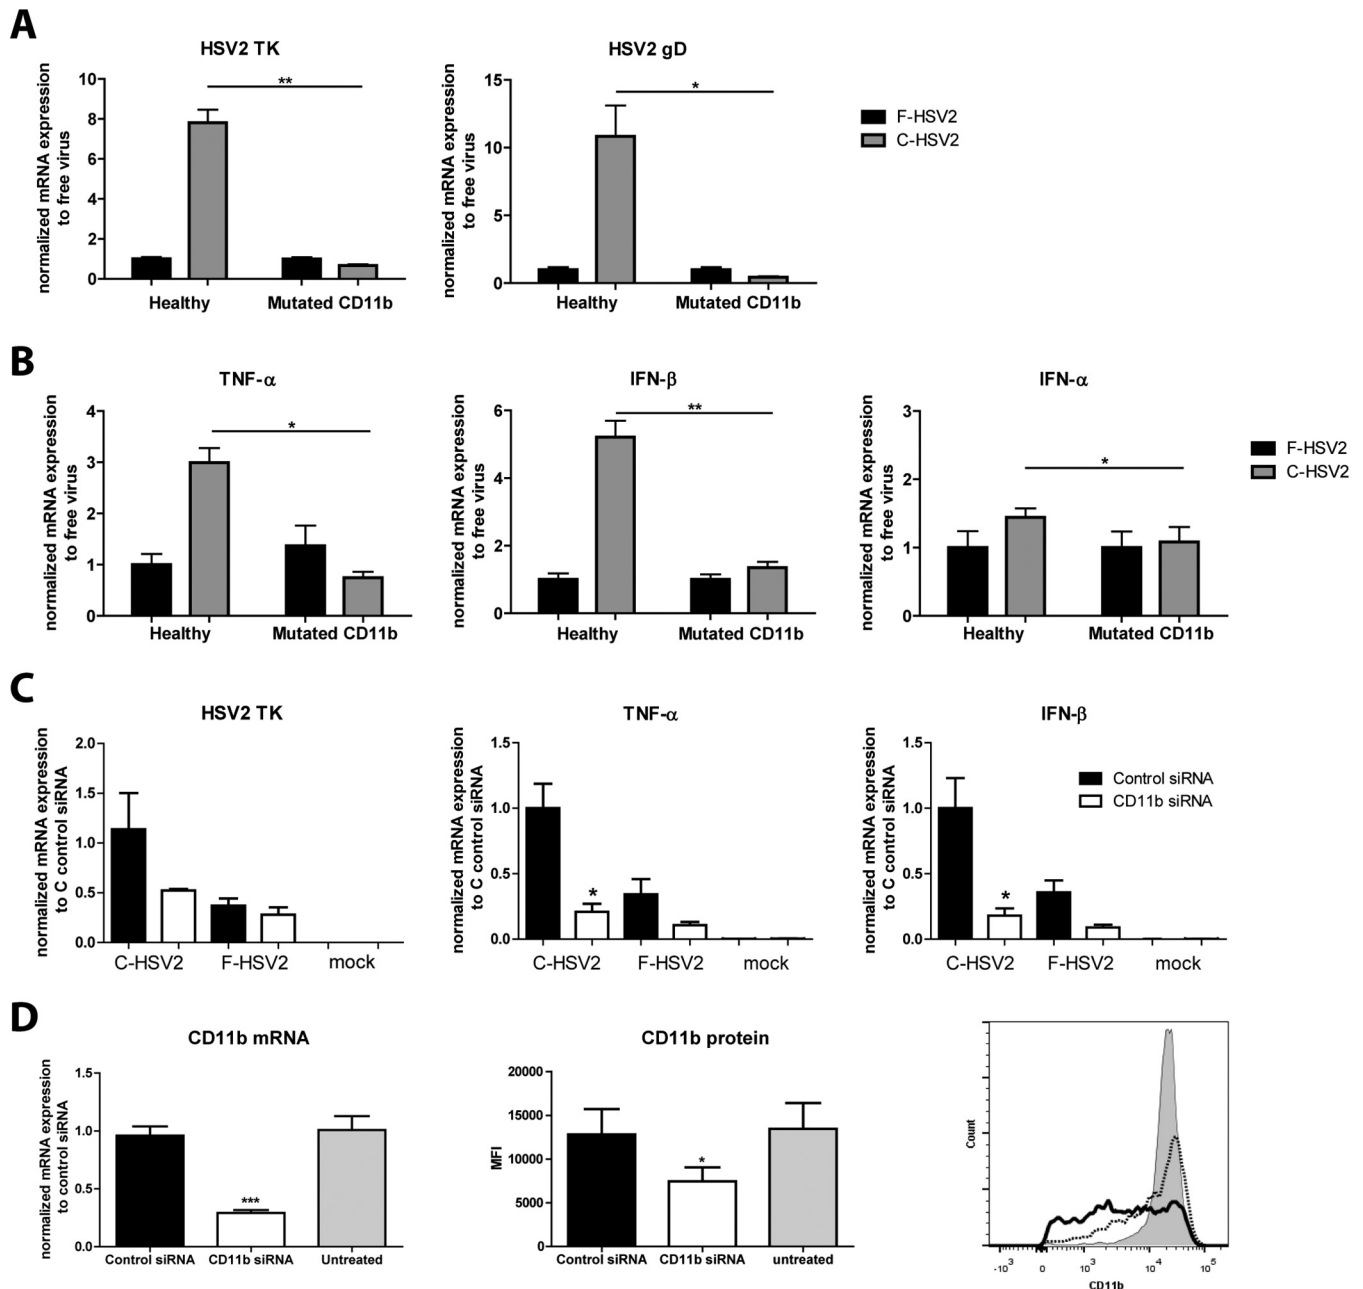 A
HSV2 TK
normalized mRNA expression
to free virus
10
8
6
4
2
0
**
Healthy
Mutated CD11b
HSV2 gD
normalized mRNA expression
to free virus
15
10
5
0
*
Healthy
Mutated CD11b
F-HSV2
C-HSV2
B
TNF-α
normalized mRNA expression
to free virus
4
3
2
1
0
*
Healthy
Mutated CD11b
IFN-β
normalized mRNA expression
to free virus
6
4
2
0
**
Healthy
Mutated CD11b
IFN-α
normalized mRNA expression
to free virus
3
2
1
0
*
Healthy
Mutated CD11b
F-HSV2
C-HSV2
C
HSV2 TK
normalized mRNA expression
to C control siRNA
2.0
1.5
1.0
0.5
0.0
C-HSV2
F-HSV2
mock
TNF-α
normalized mRNA expression
to C control siRNA
1.5
1.0
0.5
0.0
*
C-HSV2
F-HSV2
mock
IFN-β
normalized mRNA expression
to C control siRNA
1.5
1.0
0.5
0.0
*
C-HSV2
F-HSV2
mock
Control siRNA
CD11b siRNA
D
CD11b mRNA
normalized mRNA expression
to control siRNA
1.5
1.0
0.5
0.0
***
Control siRNA
CD11b siRNA
Untreated
CD11b protein
MFI
20000
15000
10000
5000
0
*
Control siRNA
CD11b siRNA
untreated
Count
-10³
0
10³
10⁴
10⁵
CD11b